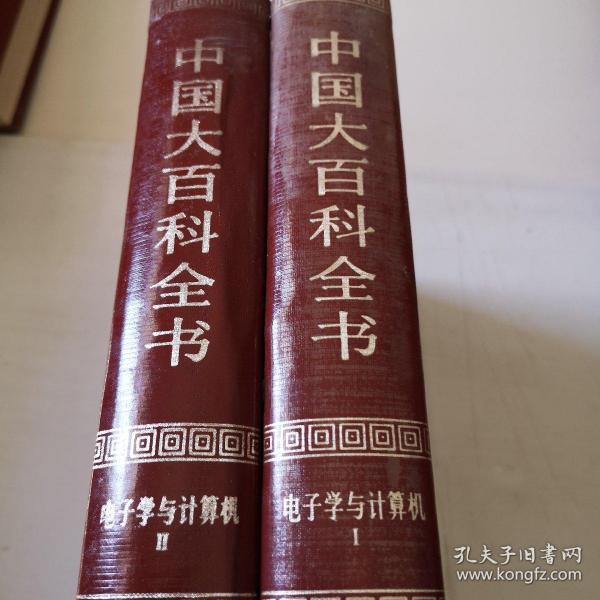 中国大百科全书
电子学与计算机
II
中国大百科全书
电子学与计算机
I
孔夫子旧書网
www.kongfz.com